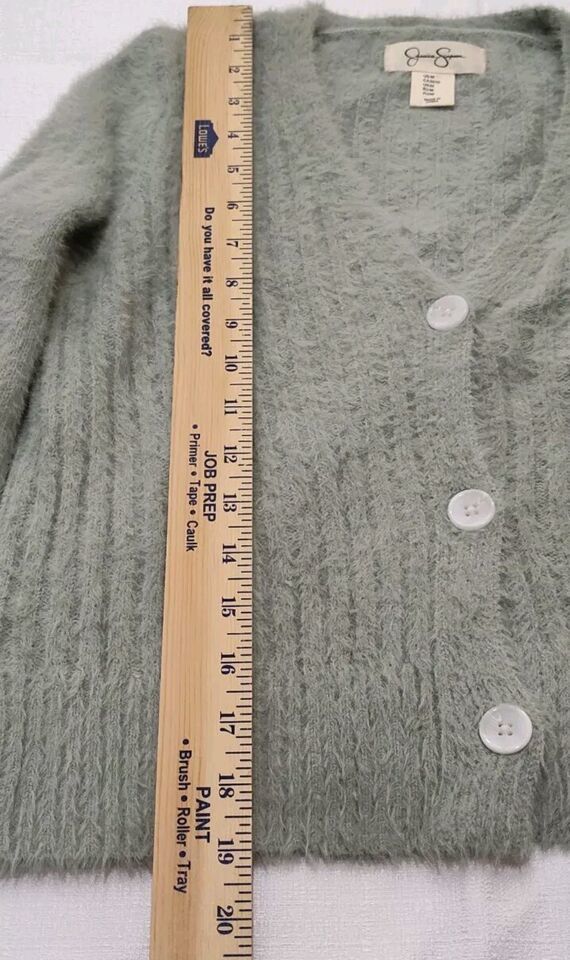 Jessica Simpson
1
2
3
4
LOWE'S
5
6
7
Do you have it all covered?
8
9
10
11
12
JOB PREP
• Primer • Tape • Caulk
13
14
15
16
17
18
PAINT
• Brush • Roller • Tray
19
20